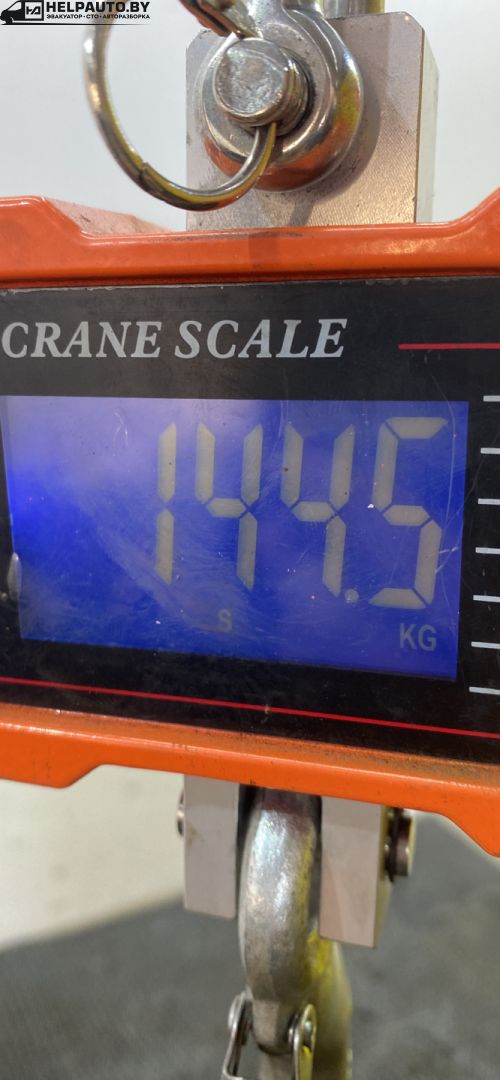 HELPAUTO.BY
ЭВАКУАТОР • СТО • АВТОРАЗБОРКА
CRANE SCALE
144.5
S
KG